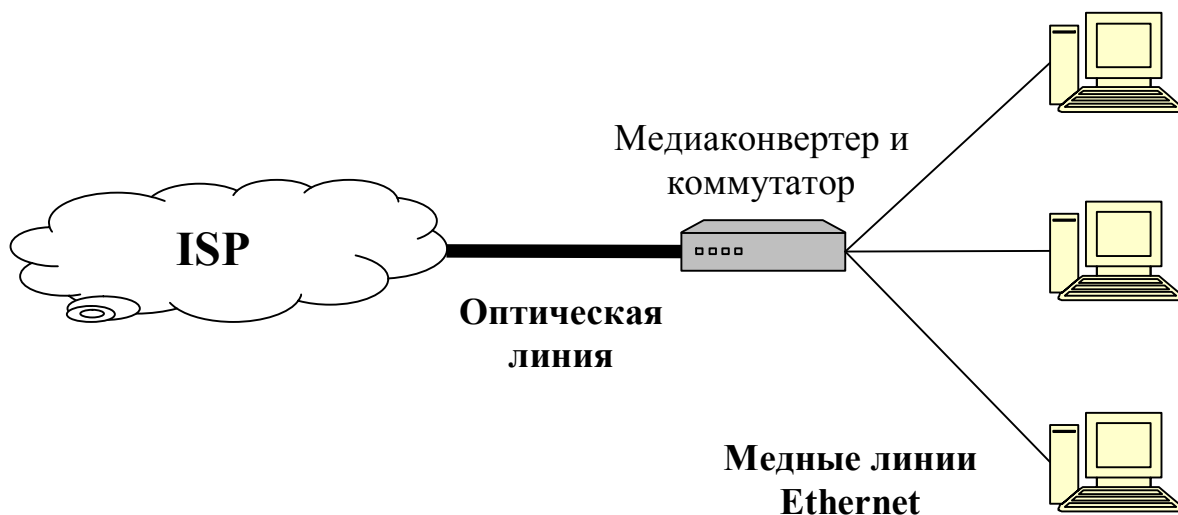 Медиаконвертер и
коммутатор
ISP
Оптическая
линия
Медные линии
Ethernet